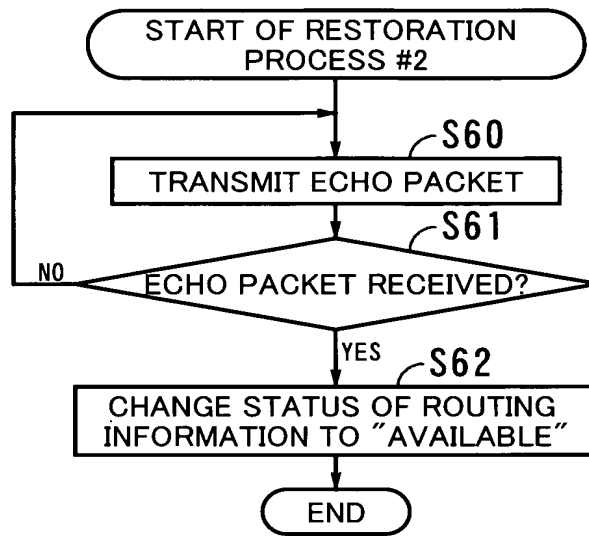 START OF RESTORATION
PROCESS #2
S60
TRANSMIT ECHO PACKET
S61
NO
ECHO PACKET RECEIVED?
YES
S62
CHANGE STATUS OF ROUTING
INFORMATION TO "AVAILABLE"
END